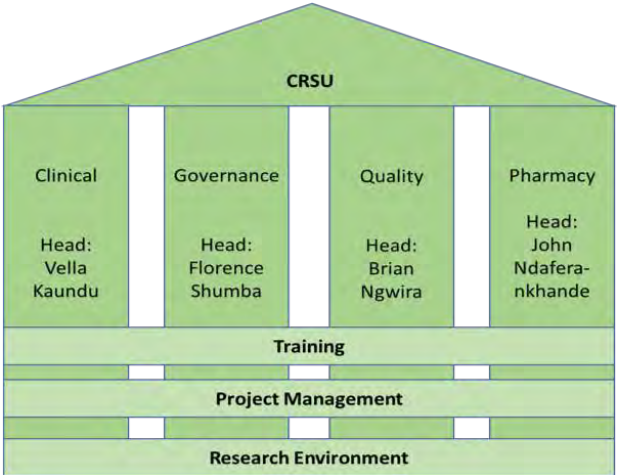 CRSU
Clinical
Head:
Vella
Kaundu
Governance
Head:
Florence
Shumba
Quality
Head:
Brian
Ngwira
Pharmacy
Head:
John
Ndafera-
nkhande
Training
Project Management
Research Environment